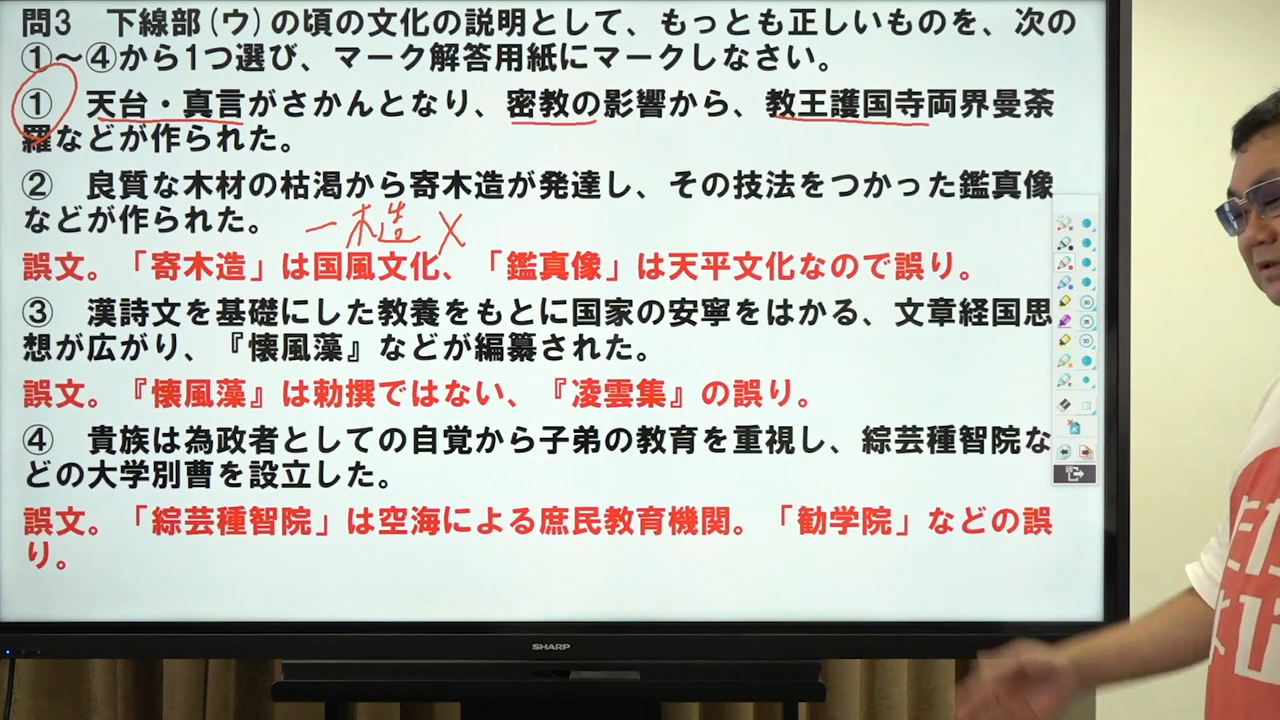 問3　下線部(ウ)の頃の文化の説明として、もっとも正しいものを、次の
①～④から1つ選び、マーク解答用紙にマークしなさい。
①　天台・真言がさかんとなり、密教の影響から、教王護国寺両界曼荼
羅などが作られた。
②　良質な木材の枯渇から寄木造が発達し、その技法をつかった鑑真像
などが作られた。
一木造 ×
誤文。「寄木造」は国風文化、「鑑真像」は天平文化なので誤り。
③　漢詩文を基礎にした教養をもとに国家の安寧をはかる、文章経国思
想が広がり、『懐風藻』などが編纂された。
誤文。『懐風藻』は勅撰ではない、『凌雲集』の誤り。
④　貴族は為政者としての自覚から子弟の教育を重視し、綜芸種智院な
どの大学別曹を設立した。
誤文。「綜芸種智院」は空海による庶民教育機関。「勧学院」などの誤
り。
SHARP